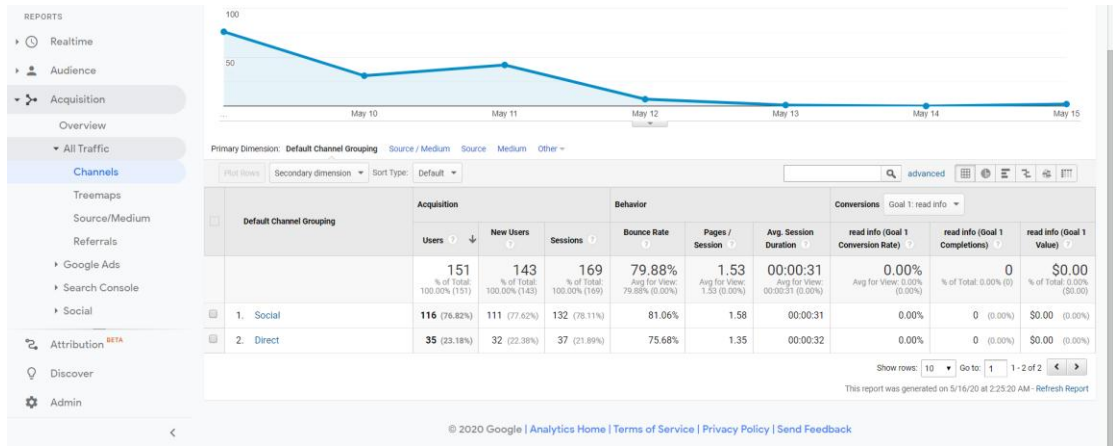 REPORTS
Realtime
Audience
Acquisition
Overview
All Traffic
Channels
Treemaps
Source/Medium
Referrals
Google Ads
Search Console
Social
Attribution BETA
Discover
Admin
100
50
... May 10 May 11 May 12 May 13 May 14 May 15
Primary Dimension: Default Channel Grouping Source / Medium Source Medium Other
Plot Rows Secondary dimension Sort Type: Default advanced
Default Channel Grouping
Acquisition Behavior Conversions Goal 1: read info
Users ? New Users ? Sessions ? Bounce Rate ? Pages / Session ? Avg. Session Duration ? read info (Goal 1 Conversion Rate) ? read info (Goal 1 Completions) ? read info (Goal 1 Value) ?
151 143 169 79.88% 1.53 00:00:31 0.00% 0 $0.00
% of Total: 100.00% (151) % of Total: 100.00% (143) % of Total: 100.00% (169) Avg for View: 79.88% (0.00%) Avg for View: 1.53 (0.00%) Avg for View: 00:00:31 (0.00%) Avg for View: 0.00% (0.00%) % of Total: 0.00% (0) % of Total: 0.00% ($0.00)
1. Social 116 (76.82%) 111 (77.62%) 132 (78.11%) 81.06% 1.58 00:00:31 0.00% 0 (0.00%) $0.00 (0.00%)
2. Direct 35 (23.18%) 32 (22.38%) 37 (21.89%) 75.68% 1.35 00:00:32 0.00% 0 (0.00%) $0.00 (0.00%)
Show rows: 10 Go to: 1 1 - 2 of 2
This report was generated on 5/16/20 at 2:25:20 AM - Refresh Report
© 2020 Google | Analytics Home | Terms of Service | Privacy Policy | Send Feedback